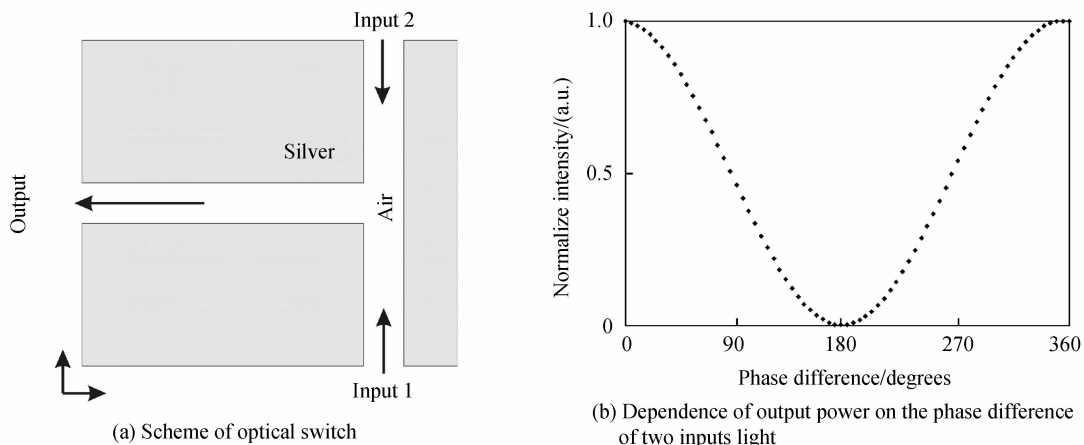 Input 2
Silver
Air
Output
Input 1
(a) Scheme of optical switch
1.0
0.5
0
Normalize intensity/(a.u.)
0 90 180 270 360
Phase difference/degrees
(b) Dependence of output power on the phase difference
of two inputs light